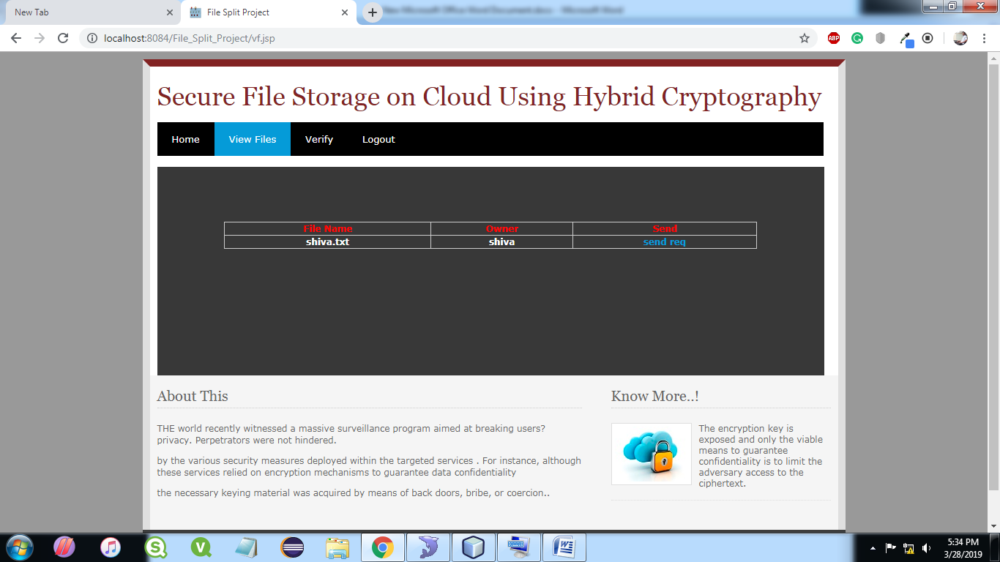 New Tab
File Split Project
New Microsoft Office Word Document.docx - Microsoft Word
localhost:8084/File_Split_Project/vf.jsp
ABP
Secure File Storage on Cloud Using Hybrid Cryptography
Home View Files Verify Logout
File Name Owner Send
shiva.txt shiva send req
About This
THE world recently witnessed a massive surveillance program aimed at breaking users?
privacy. Perpetrators were not hindered.
by the various security measures deployed within the targeted services . For instance, although
these services relied on encryption mechanisms to guarantee data confidentiality
the necessary keying material was acquired by means of back doors, bribe, or coercion..
Know More..!
The encryption key is
exposed and only the viable
means to guarantee
confidentiality is to limit the
adversary access to the
ciphertext.
5:34 PM
3/28/2019